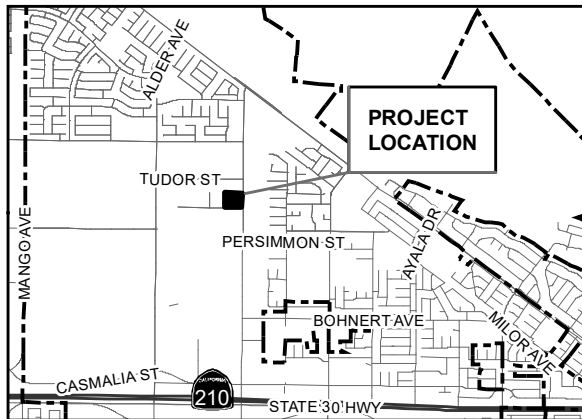 ALDER AVE
PROJECT
LOCATION
TUDOR ST
PERSIMMON ST
AYALA DR
MANGO AVE
BOHNERT AVE
MILOR AVE
CASMALIA ST
CALIFORNIA
210
STATE 30 HWY